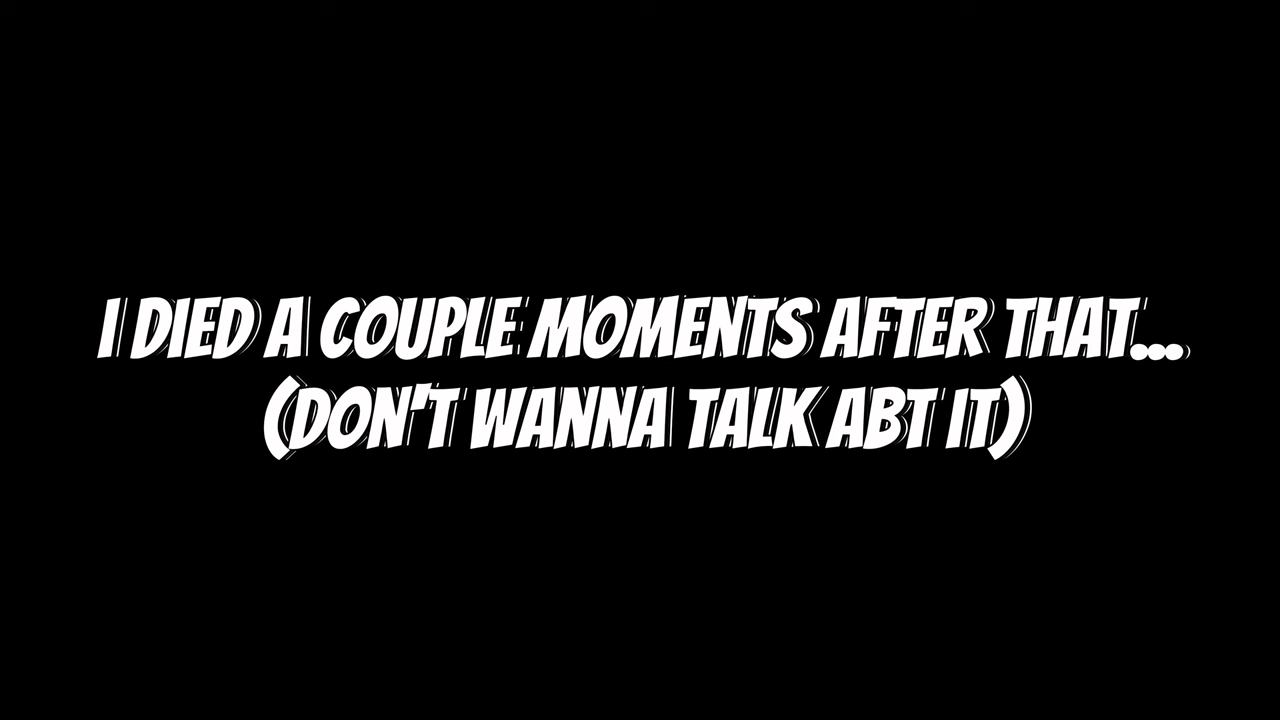 I DIED A COUPLE MOMENTS AFTER THAT...
(DON'T WANNA TALK ABT IT)